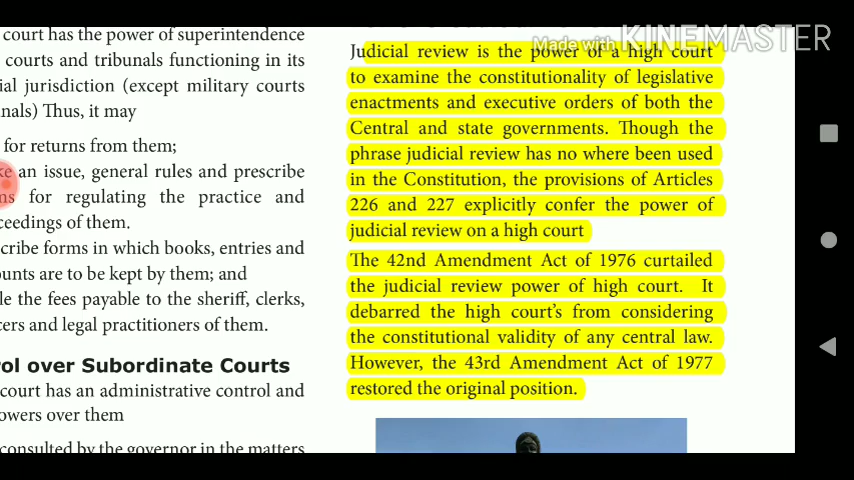 court has the power of superintendence
courts and tribunals functioning in its
ial jurisdiction (except military courts
nals) Thus, it may
for returns from them;
ke an issue, general rules and prescribe
ms for regulating the practice and
ceedings of them.
cribe forms in which books, entries and
ounts are to be kept by them; and
le the fees payable to the sheriff, clerks,
cers and legal practitioners of them.
rol over Subordinate Courts
court has an administrative control and
owers over them
consulted by the governor in the matters
Made with KINEMASTER
Judicial review is the power of a high court
to examine the constitutionality of legislative
enactments and executive orders of both the
Central and state governments. Though the
phrase judicial review has no where been used
in the Constitution, the provisions of Articles
226 and 227 explicitly confer the power of
judicial review on a high court
The 42nd Amendment Act of 1976 curtailed
the judicial review power of high court. It
debarred the high court's from considering
the constitutional validity of any central law.
However, the 43rd Amendment Act of 1977
restored the original position.